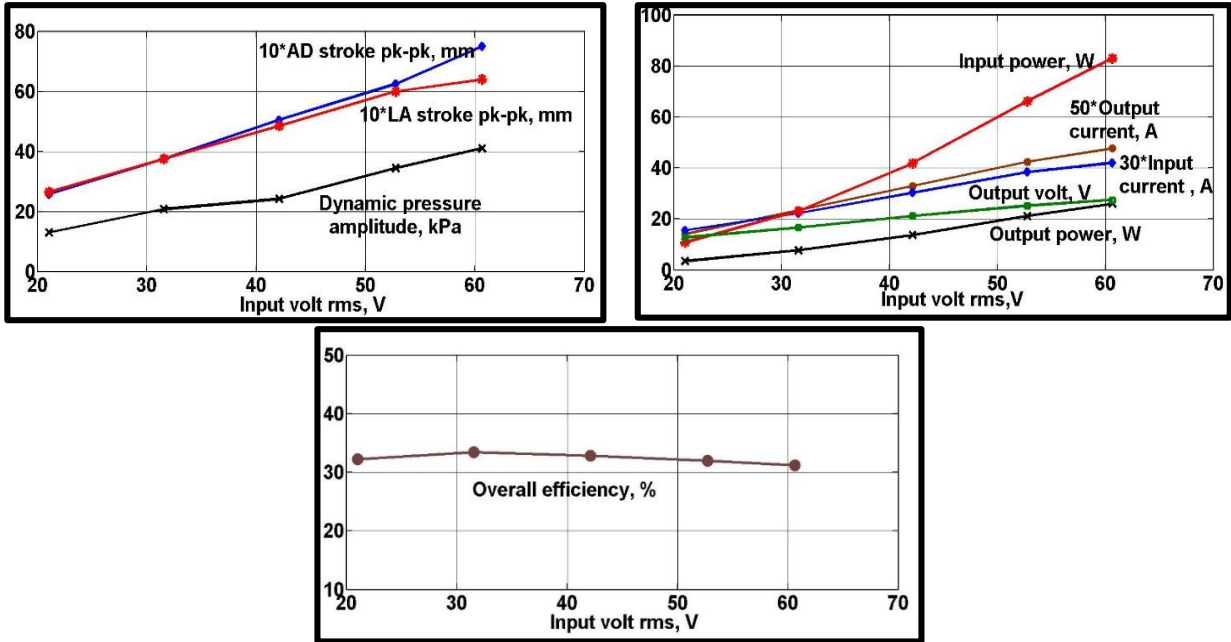 80
60
40
20
0
10*AD stroke pk-pk, mm
10*LA stroke pk-pk, mm
Dynamic pressure
amplitude, kPa
20 30 40 50 60 70
Input volt rms, V
100
80
60
40
20
0
Input power, W
50*Output
current, A
30*Input
current , A
Output volt, V
Output power, W
20 30 40 50 60 70
Input volt rms,V
50
40
30
20
10
Overall efficiency, %
20 30 40 50 60 70
Input volt rms, V